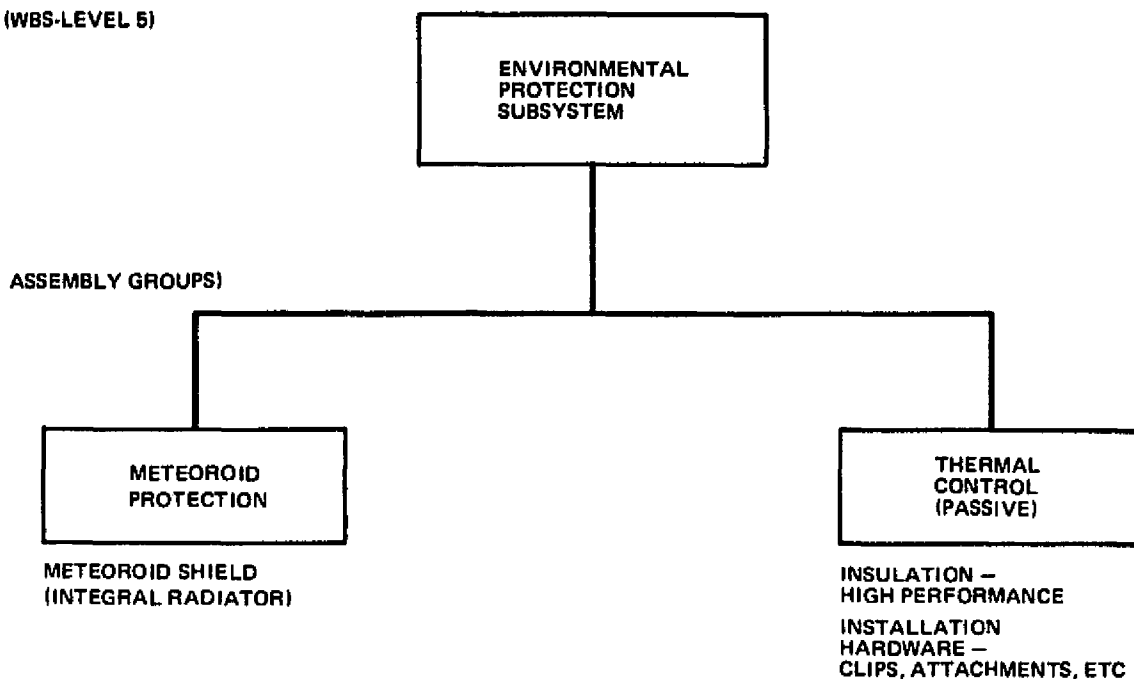 (WBS-LEVEL 5)
ENVIRONMENTAL
PROTECTION
SUBSYSTEM
ASSEMBLY GROUPS)
METEOROID
PROTECTION
METEOROID SHIELD
(INTEGRAL RADIATOR)
THERMAL
CONTROL
(PASSIVE)
INSULATION –
HIGH PERFORMANCE
INSTALLATION
HARDWARE –
CLIPS, ATTACHMENTS, ETC